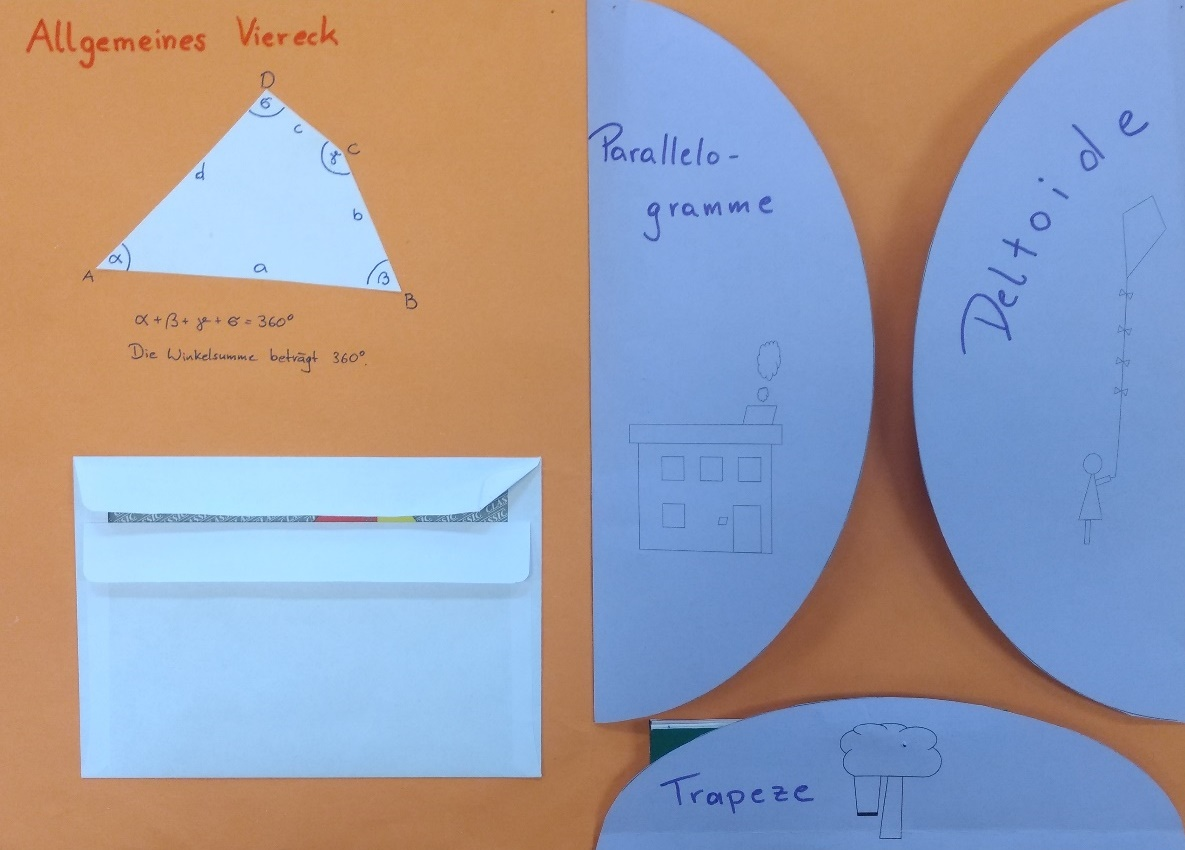 Allgemeines Viereck
D
σ
c
γ
C
d
b
α
A
a
β
B
α + β + γ + σ = 360°
Die Winkelsumme beträgt 360°.
Parallelo-
gramme
Deltoide
Trapeze